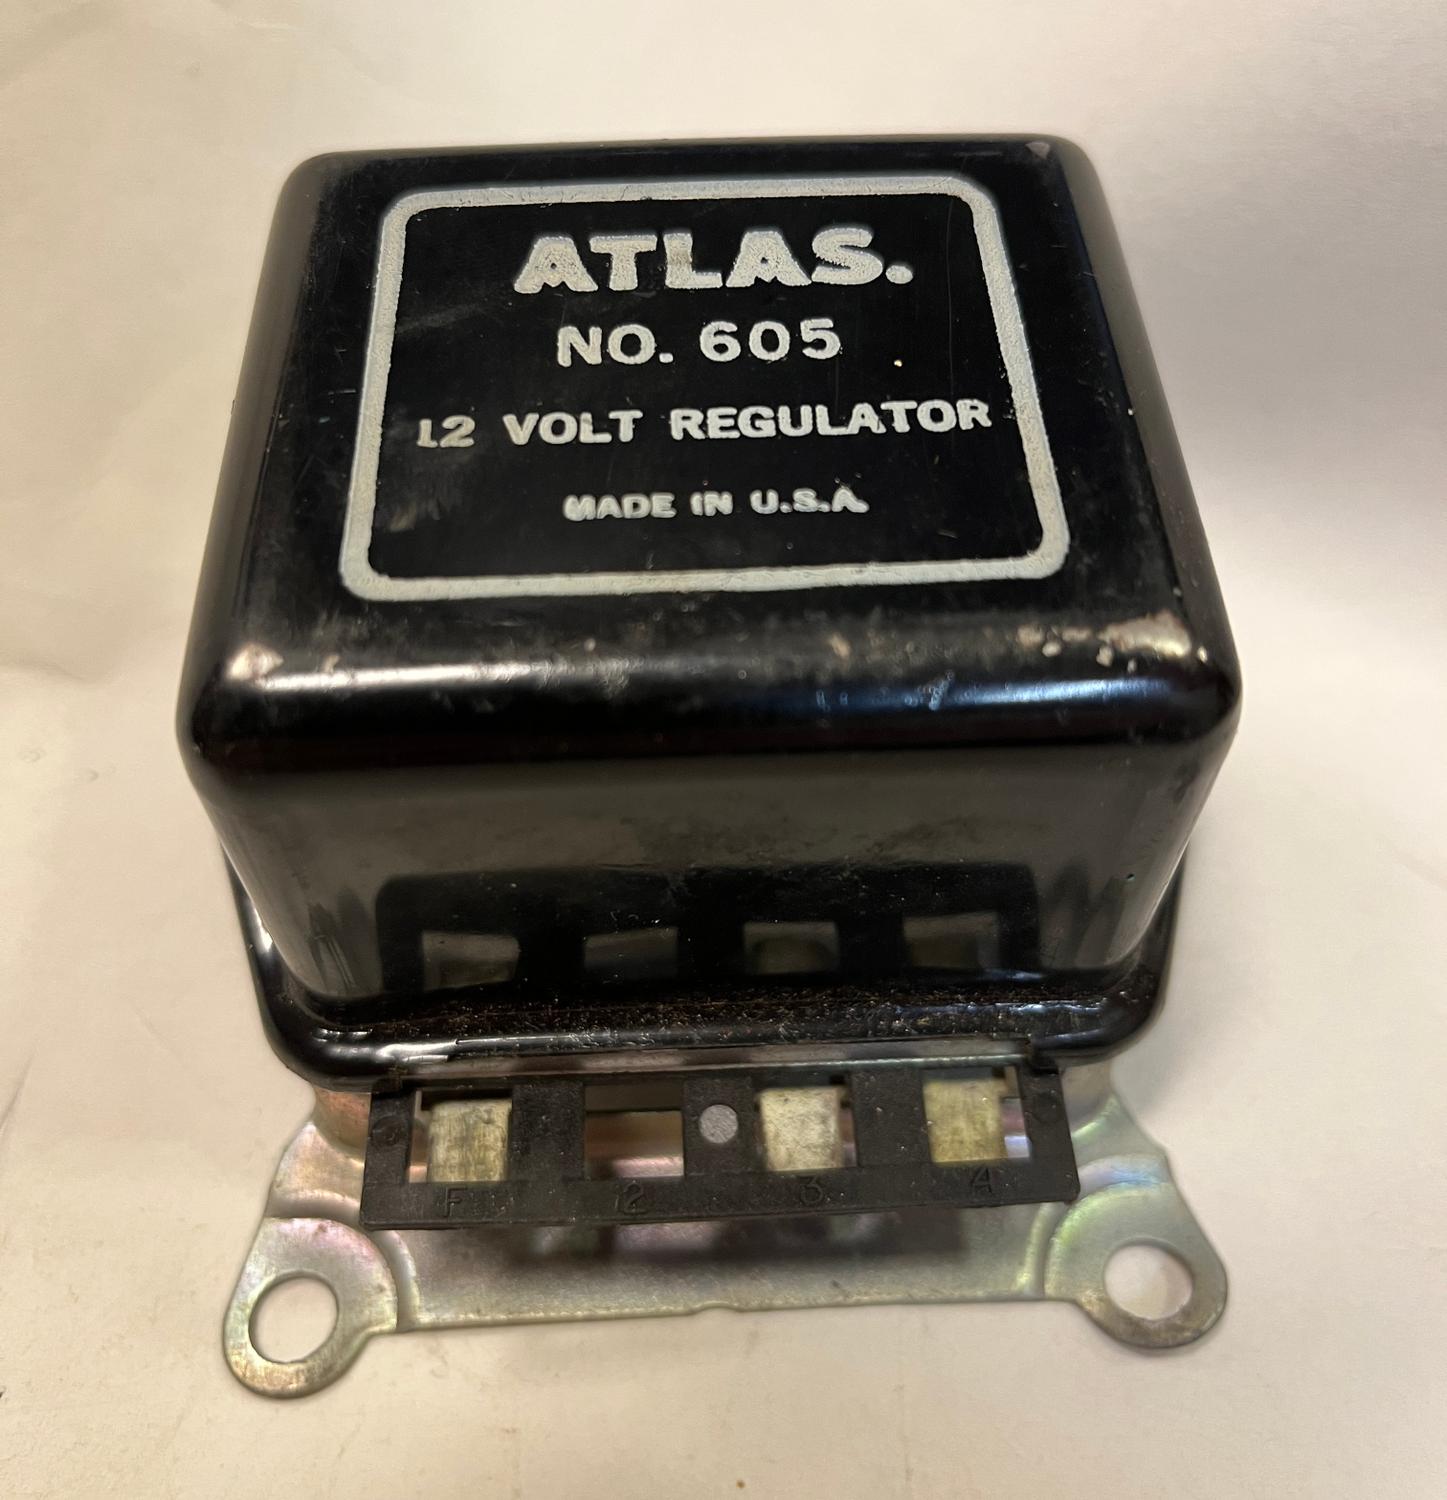 ATLAS.
NO. 605
12 VOLT REGULATOR
MADE IN U.S.A.
F 2 3 4